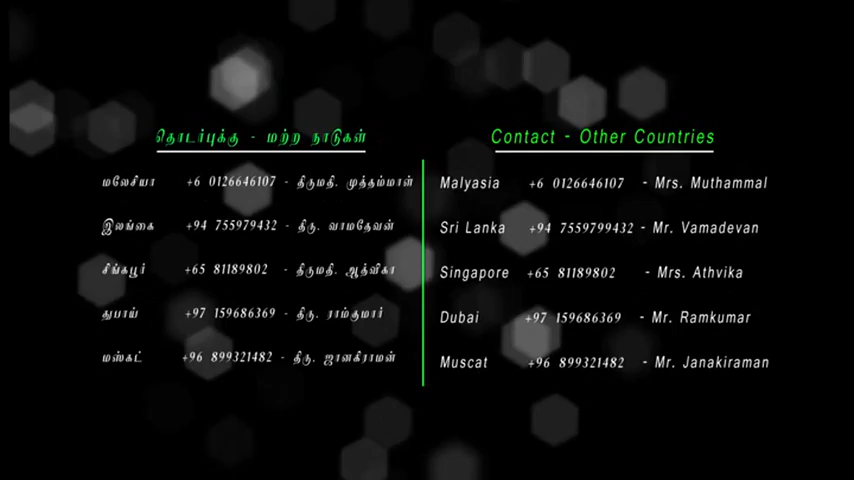 தொடர்புக்கு - மற்ற நாடுகள்
மலேசியா +6 0126646107 - திருமதி. முத்தம்மாள்
இலங்கை +94 755979432 - திரு. வாமதேவன்
சிங்கபூர் +65 81189802 - திருமதி. ஆத்விகா
துபாய் +97 159686369 - திரு. ராம்குமார்
மஸ்கட் +96 899321482 - திரு. ஜானகிராமன்
Contact - Other Countries
Malyasia +6 0126646107 - Mrs. Muthammal
Sri Lanka +94 7559799432 - Mr. Vamadevan
Singapore +65 81189802 - Mrs. Athvika
Dubai +97 159686369 - Mr. Ramkumar
Muscat +96 899321482 - Mr. Janakiraman